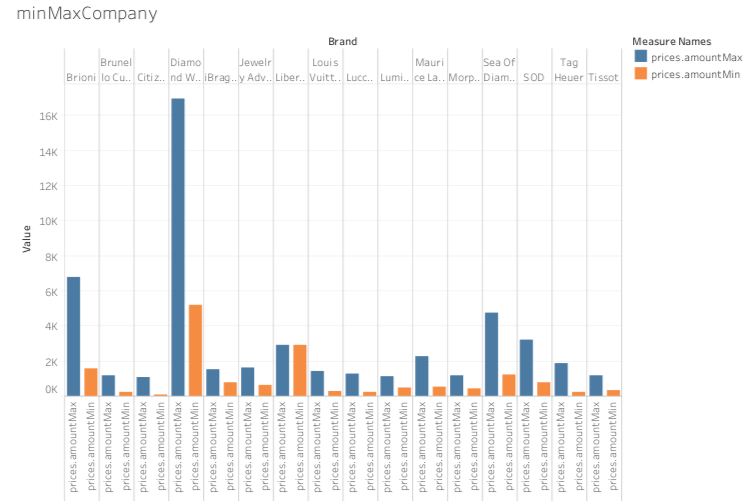 minMaxCompany
Brand
Measure Names
prices.amountMax
prices.amountMin
Brioni
Brunel
lo Cu..
Citiz..
Diamo
nd W..
iBrag..
Jewelr
y Adv..
Liber..
Louis
Vuitt..
Lucc..
Lumi..
Mauri
ce La..
Morp..
Sea Of
Diam..
SOD
Tag
Heuer
Tissot
Value
16K
14K
12K
10K
8K
6K
4K
2K
0K
prices.amountMax
prices.amountMin
prices.amountMax
prices.amountMin
prices.amountMax
prices.amountMin
prices.amountMax
prices.amountMin
prices.amountMax
prices.amountMin
prices.amountMax
prices.amountMin
prices.amountMax
prices.amountMin
prices.amountMax
prices.amountMin
prices.amountMax
prices.amountMin
prices.amountMax
prices.amountMin
prices.amountMax
prices.amountMin
prices.amountMax
prices.amountMin
prices.amountMax
prices.amountMin
prices.amountMax
prices.amountMin
prices.amountMax
prices.amountMin
prices.amountMax
prices.amountMin